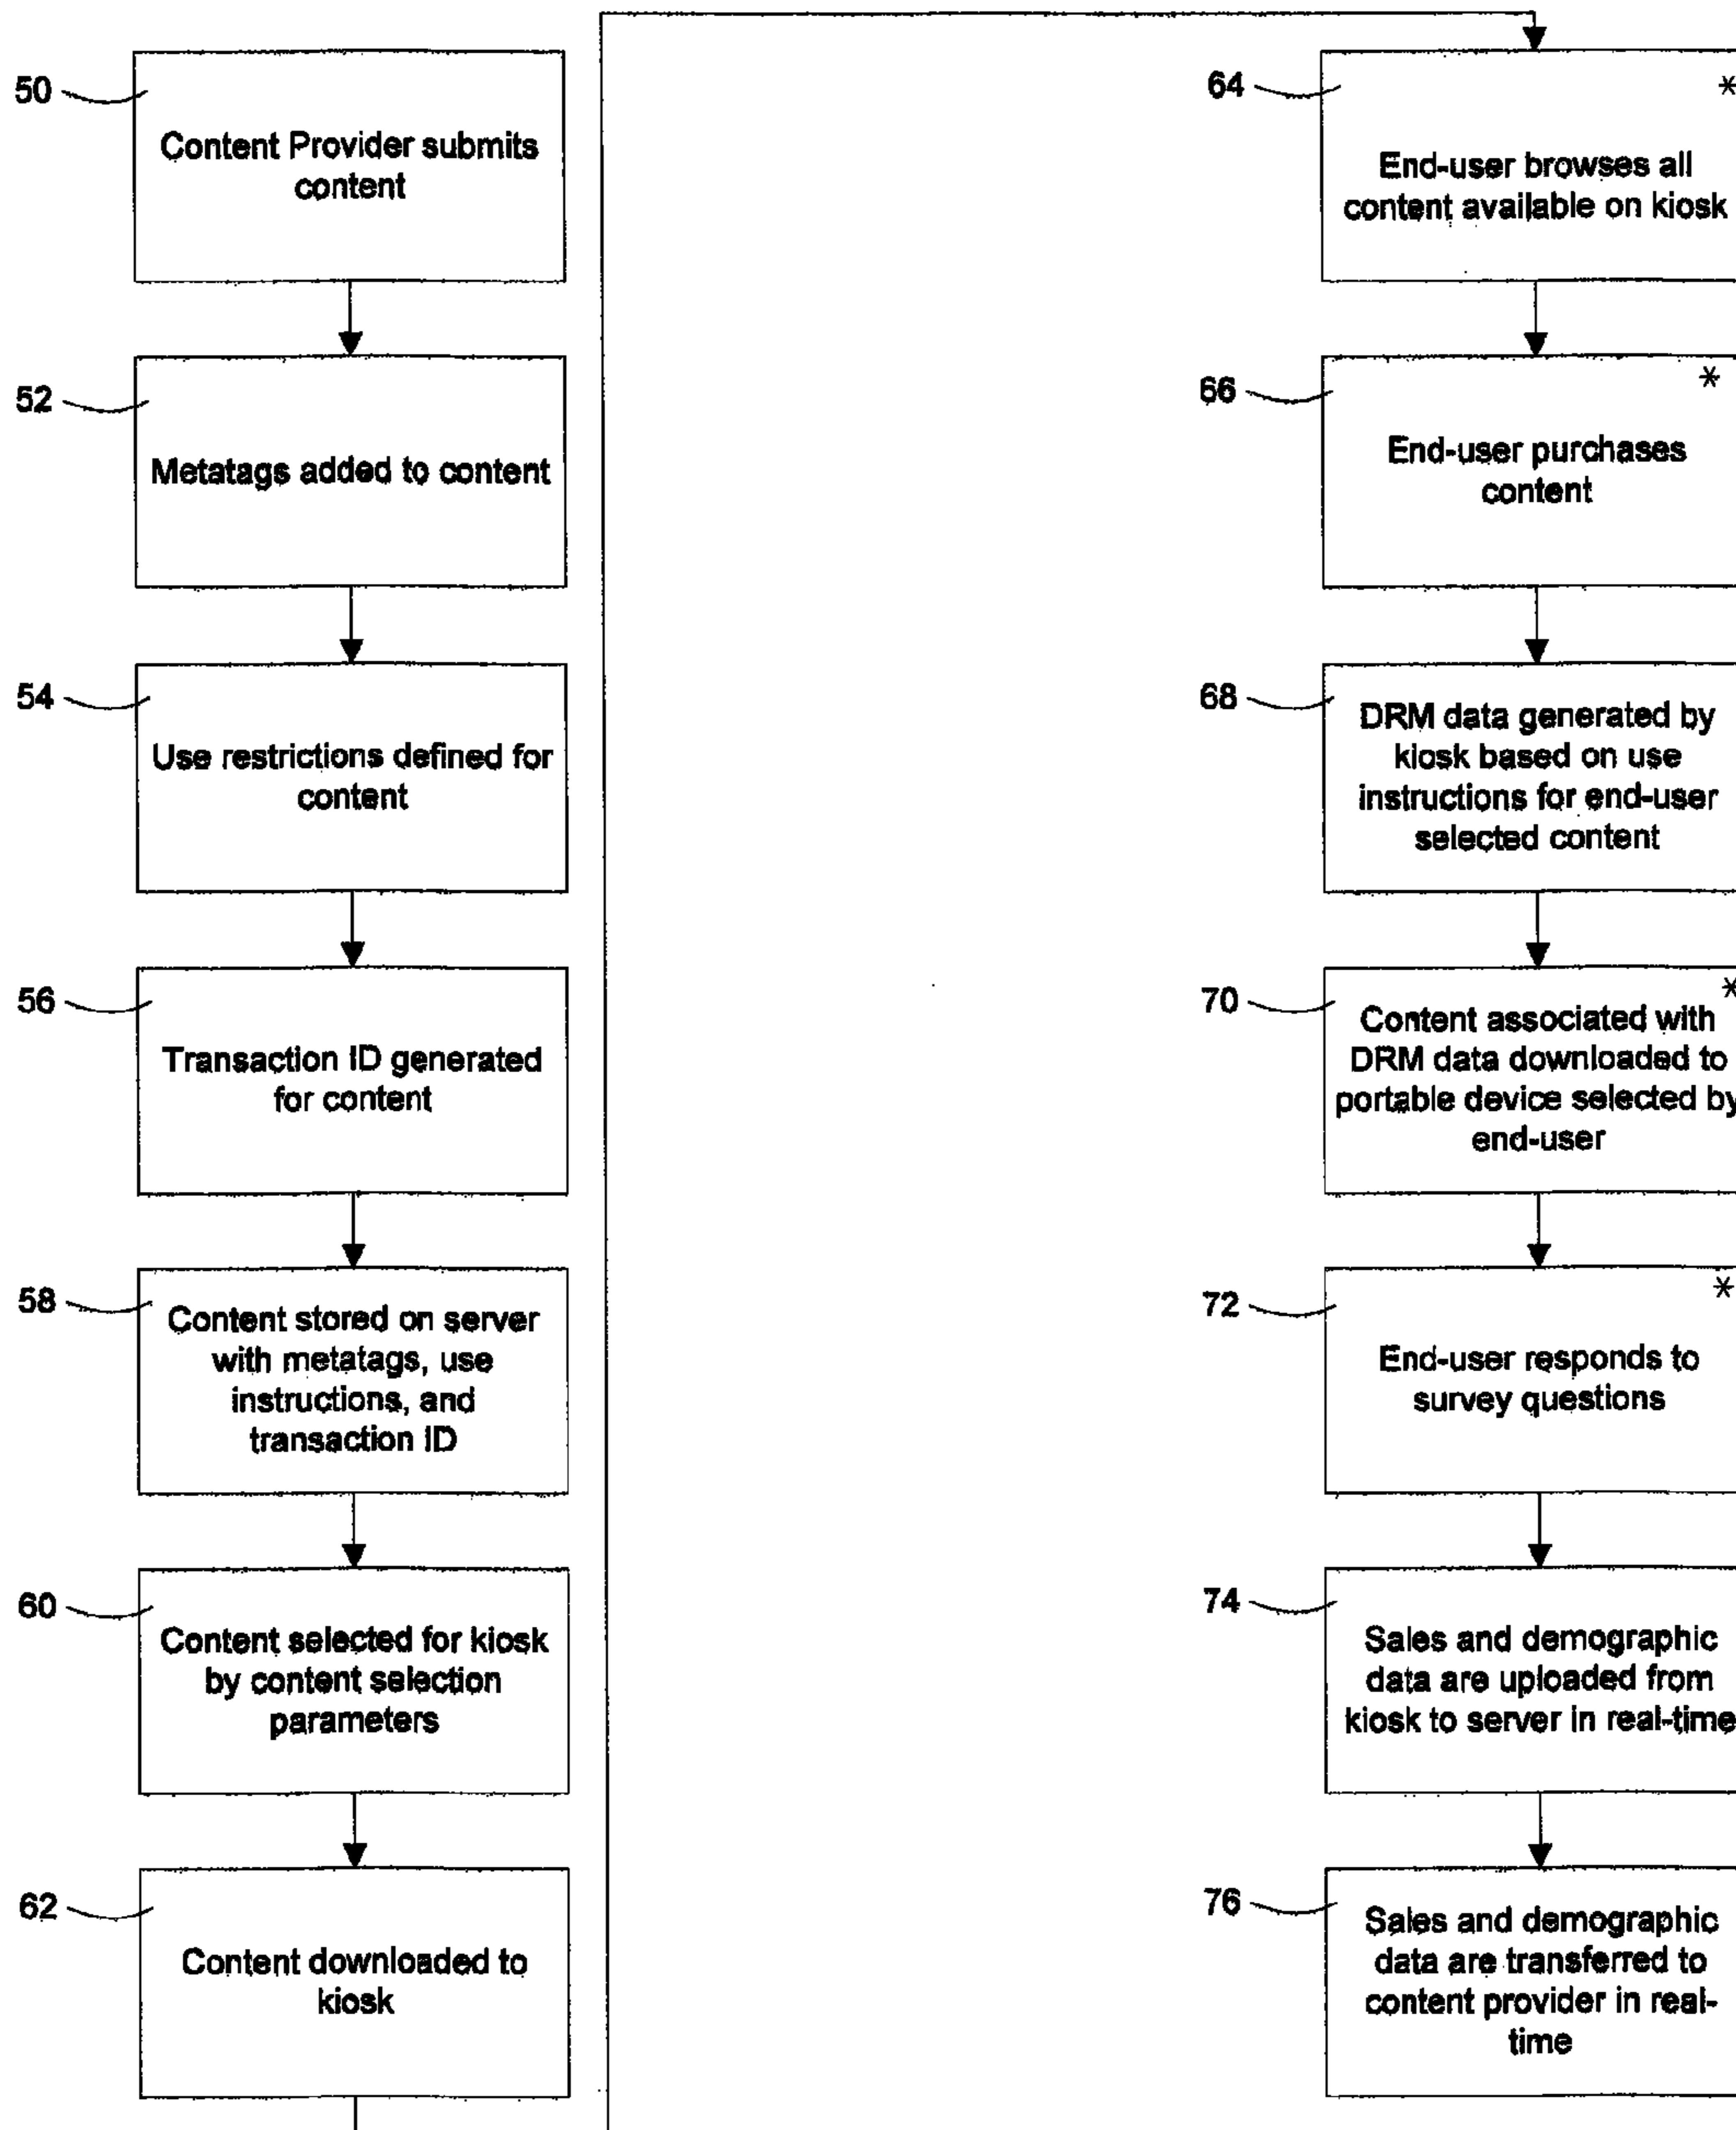 50
Content Provider submits
content
52
Metatags added to content
54
Use restrictions defined for
content
56
Transaction ID generated
for content
58
Content stored on server
with metatags, use
instructions, and
transaction ID
60
Content selected for kiosk
by content selection
parameters
62
Content downloaded to
kiosk
64
*
End-user browses all
content available on kiosk
66
*
End-user purchases
content
68
DRM data generated by
kiosk based on use
instructions for end-user
selected content
70
*
Content associated with
DRM data downloaded to
portable device selected by
end-user
72
*
End-user responds to
survey questions
74
Sales and demographic
data are uploaded from
kiosk to server in real-time
76
Sales and demographic
data are transferred to
content provider in real-
time